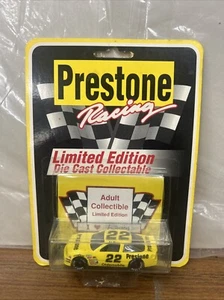 Prestone
Racing
Limited Edition
Die Cast Collectable
Adult
Collectible
Limited Edition
22
22
Prestone